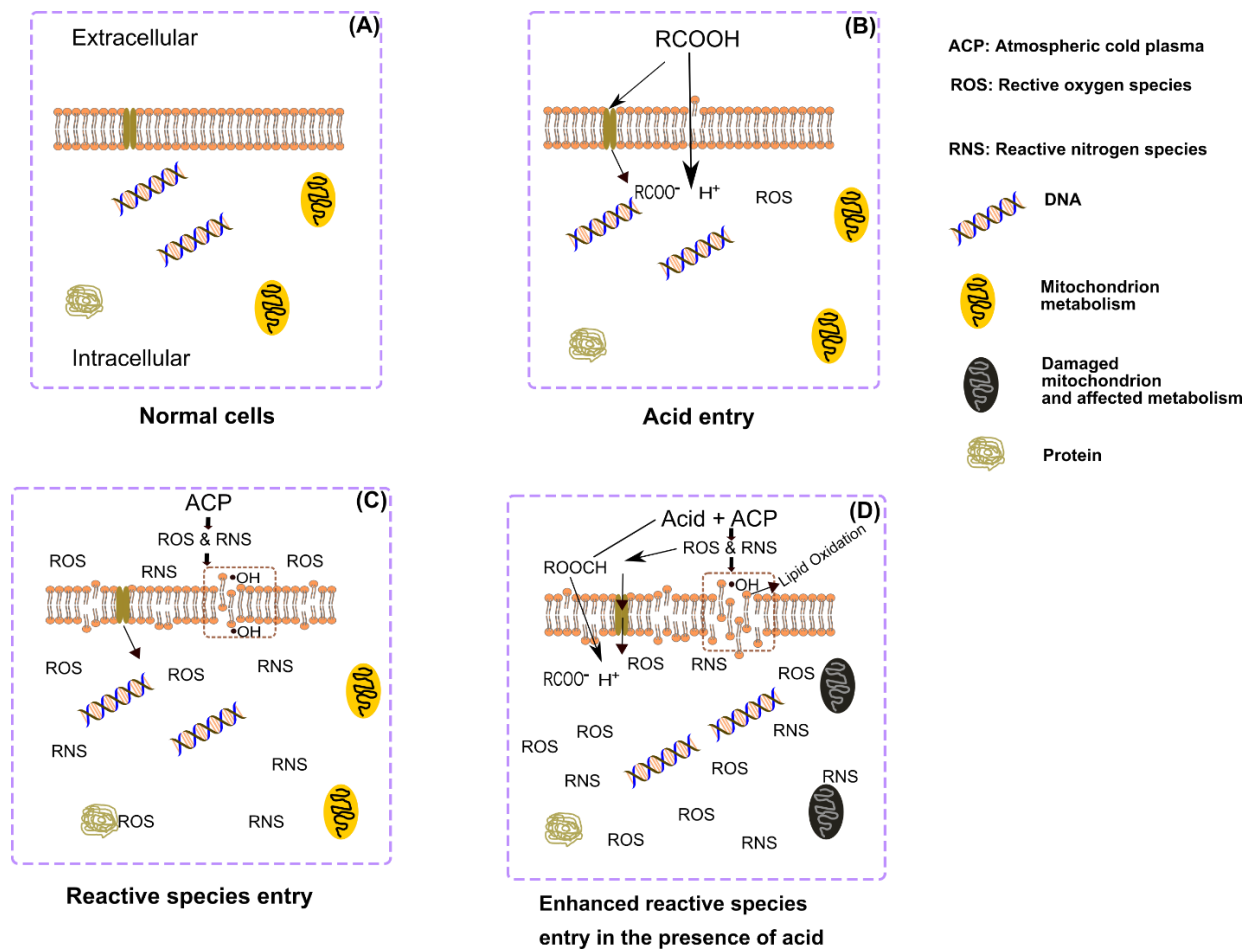 (A)
Extracellular
Intracellular
Normal cells
(B)
RCOOH
RCOO⁻ H⁺ ROS
Acid entry
ACP: Atmospheric cold plasma
ROS: Rective oxygen species
RNS: Reactive nitrogen species
DNA
Mitochondrion
metabolism
Damaged
mitochondrion
and affected metabolism
Protein
(C)
ACP
ROS & RNS
ROS
RNS
ROS
•OH
•OH
ROS
ROS
RNS
RNS
RNS
ROS
RNS
Reactive species entry
(D)
Acid + ACP
ROOCH
ROS & RNS
Lipid Oxidation
•OH
RCOO⁻ H⁺
ROS
RNS
ROS
ROS
RNS
ROS
ROS
RNS
RNS
ROS
ROS
RNS
Enhanced reactive species
entry in the presence of acid